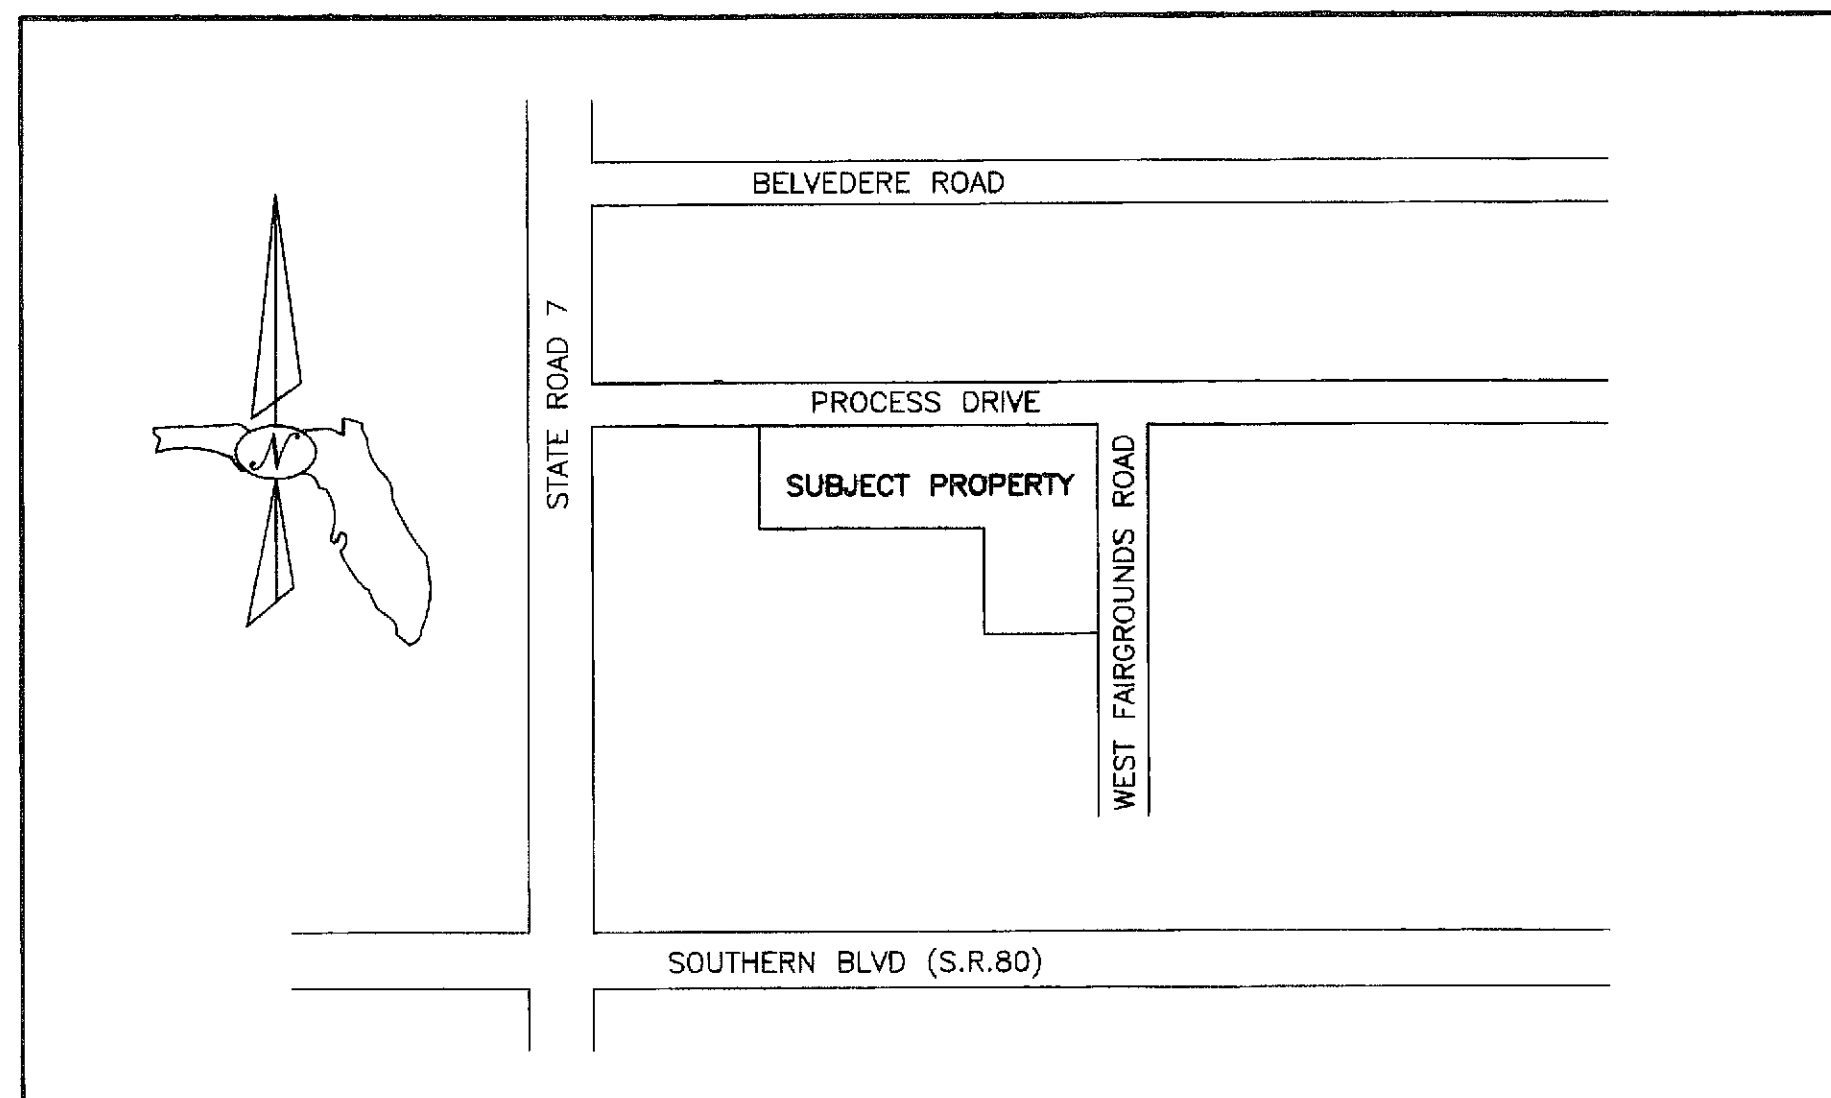 BELVEDERE ROAD
STATE ROAD 7
PROCESS DRIVE
SUBJECT PROPERTY
WEST FAIRGROUNDS ROAD
N
SOUTHERN BLVD (S.R.80)